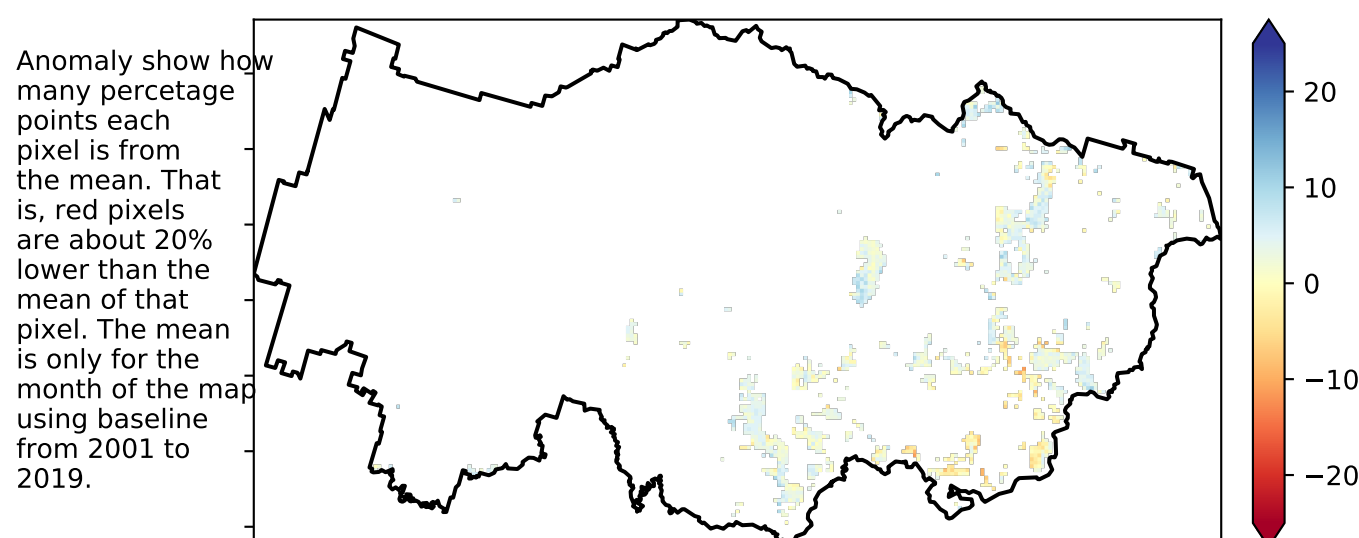 Anomaly show how
many percetage
points each
pixel is from
the mean. That
is, red pixels
are about 20%
lower than the
mean of that
pixel. The mean
is only for the
month of the map
using baseline
from 2001 to
2019.
20
10
0
−10
−20